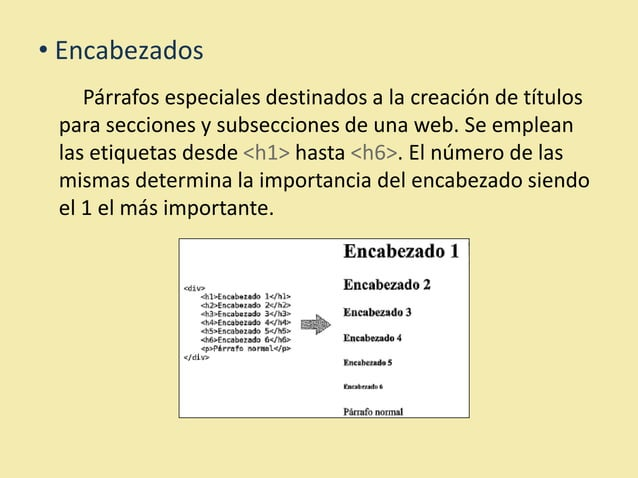 • Encabezados
Párrafos especiales destinados a la creación de títulos
para secciones y subsecciones de una web. Se emplean
las etiquetas desde <h1> hasta <h6>. El número de las
mismas determina la importancia del encabezado siendo
el 1 el más importante.
<div>
<h1>Encabezado 1</h1>
<h2>Encabezado 2</h2>
<h3>Encabezado 3</h3>
<h4>Encabezado 4</h4>
<h5>Encabezado 5</h5>
<h6>Encabezado 6</h6>
<p>Párrafo normal</p>
</div>
Encabezado 1
Encabezado 2
Encabezado 3
Encabezado 4
Encabezado 5
Encabezado 6
Párrafo normal